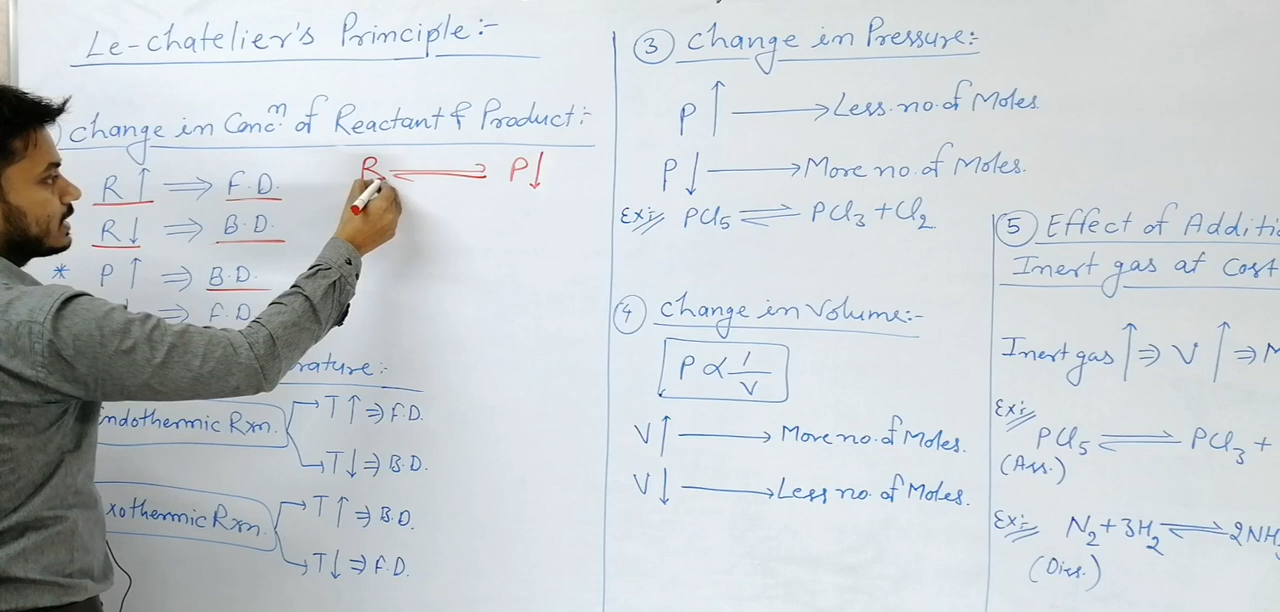 Le-chatelier's Principle:-
) change in Concn. of Reactant & Product:-
R ↑ ⇒ F.D.
R ⇌ P↓
R↓ ⇒ B.D.
* P ↑ ⇒ B.D.
⇒ F.D.
rature:-
Endothermic Rxn.
T ↑ ⇒ F.D.
T ↓ ⇒ B.D.
xothermic Rxn.
T ↑ ⇒ B.D.
T ↓ ⇒ F.D.
③ change in Pressure:-
P ↑ → Less. no. of Moles.
P ↓ → More no. of Moles.
Ex:- PCl5 ⇌ PCl3 + Cl2
④ change in Volume:-
P ∝ 1/V
V ↑ → More no. of Moles.
V ↓ → Less no. of Moles.
⑤ Effect of Additi
Inert gas at Cost
Inert gas ↑ ⇒ V ↑ ⇒ M
Ex:-
PCl5 ⇌ PCl3 +
(Ass.)
Ex:- N2 + 3H2 ⇌ 2NH3
(Diss.)